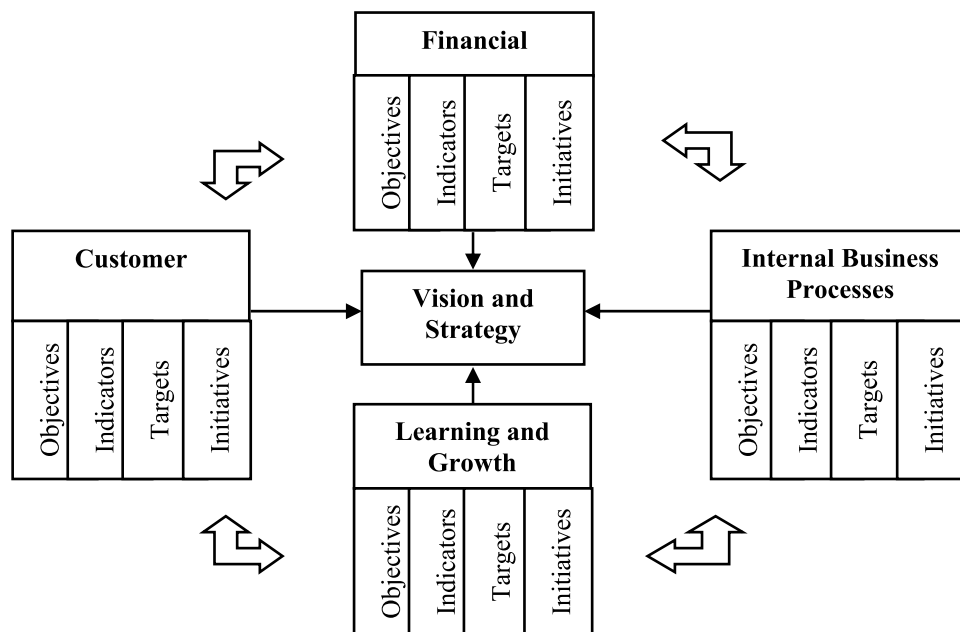 Financial
Objectives
Indicators
Targets
Initiatives
Customer
Objectives
Indicators
Targets
Initiatives
Vision and
Strategy
Internal Business
Processes
Objectives
Indicators
Targets
Initiatives
Learning and
Growth
Objectives
Indicators
Targets
Initiatives